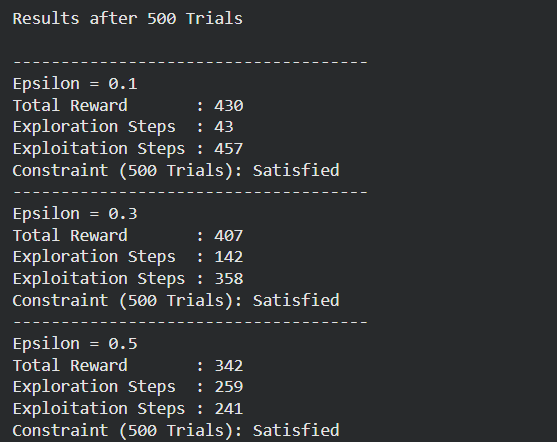 Results after 500 Trials
-------------------------------------
Epsilon = 0.1
Total Reward       : 430
Exploration Steps  : 43
Exploitation Steps : 457
Constraint (500 Trials): Satisfied
-------------------------------------
Epsilon = 0.3
Total Reward       : 407
Exploration Steps  : 142
Exploitation Steps : 358
Constraint (500 Trials): Satisfied
-------------------------------------
Epsilon = 0.5
Total Reward       : 342
Exploration Steps  : 259
Exploitation Steps : 241
Constraint (500 Trials): Satisfied